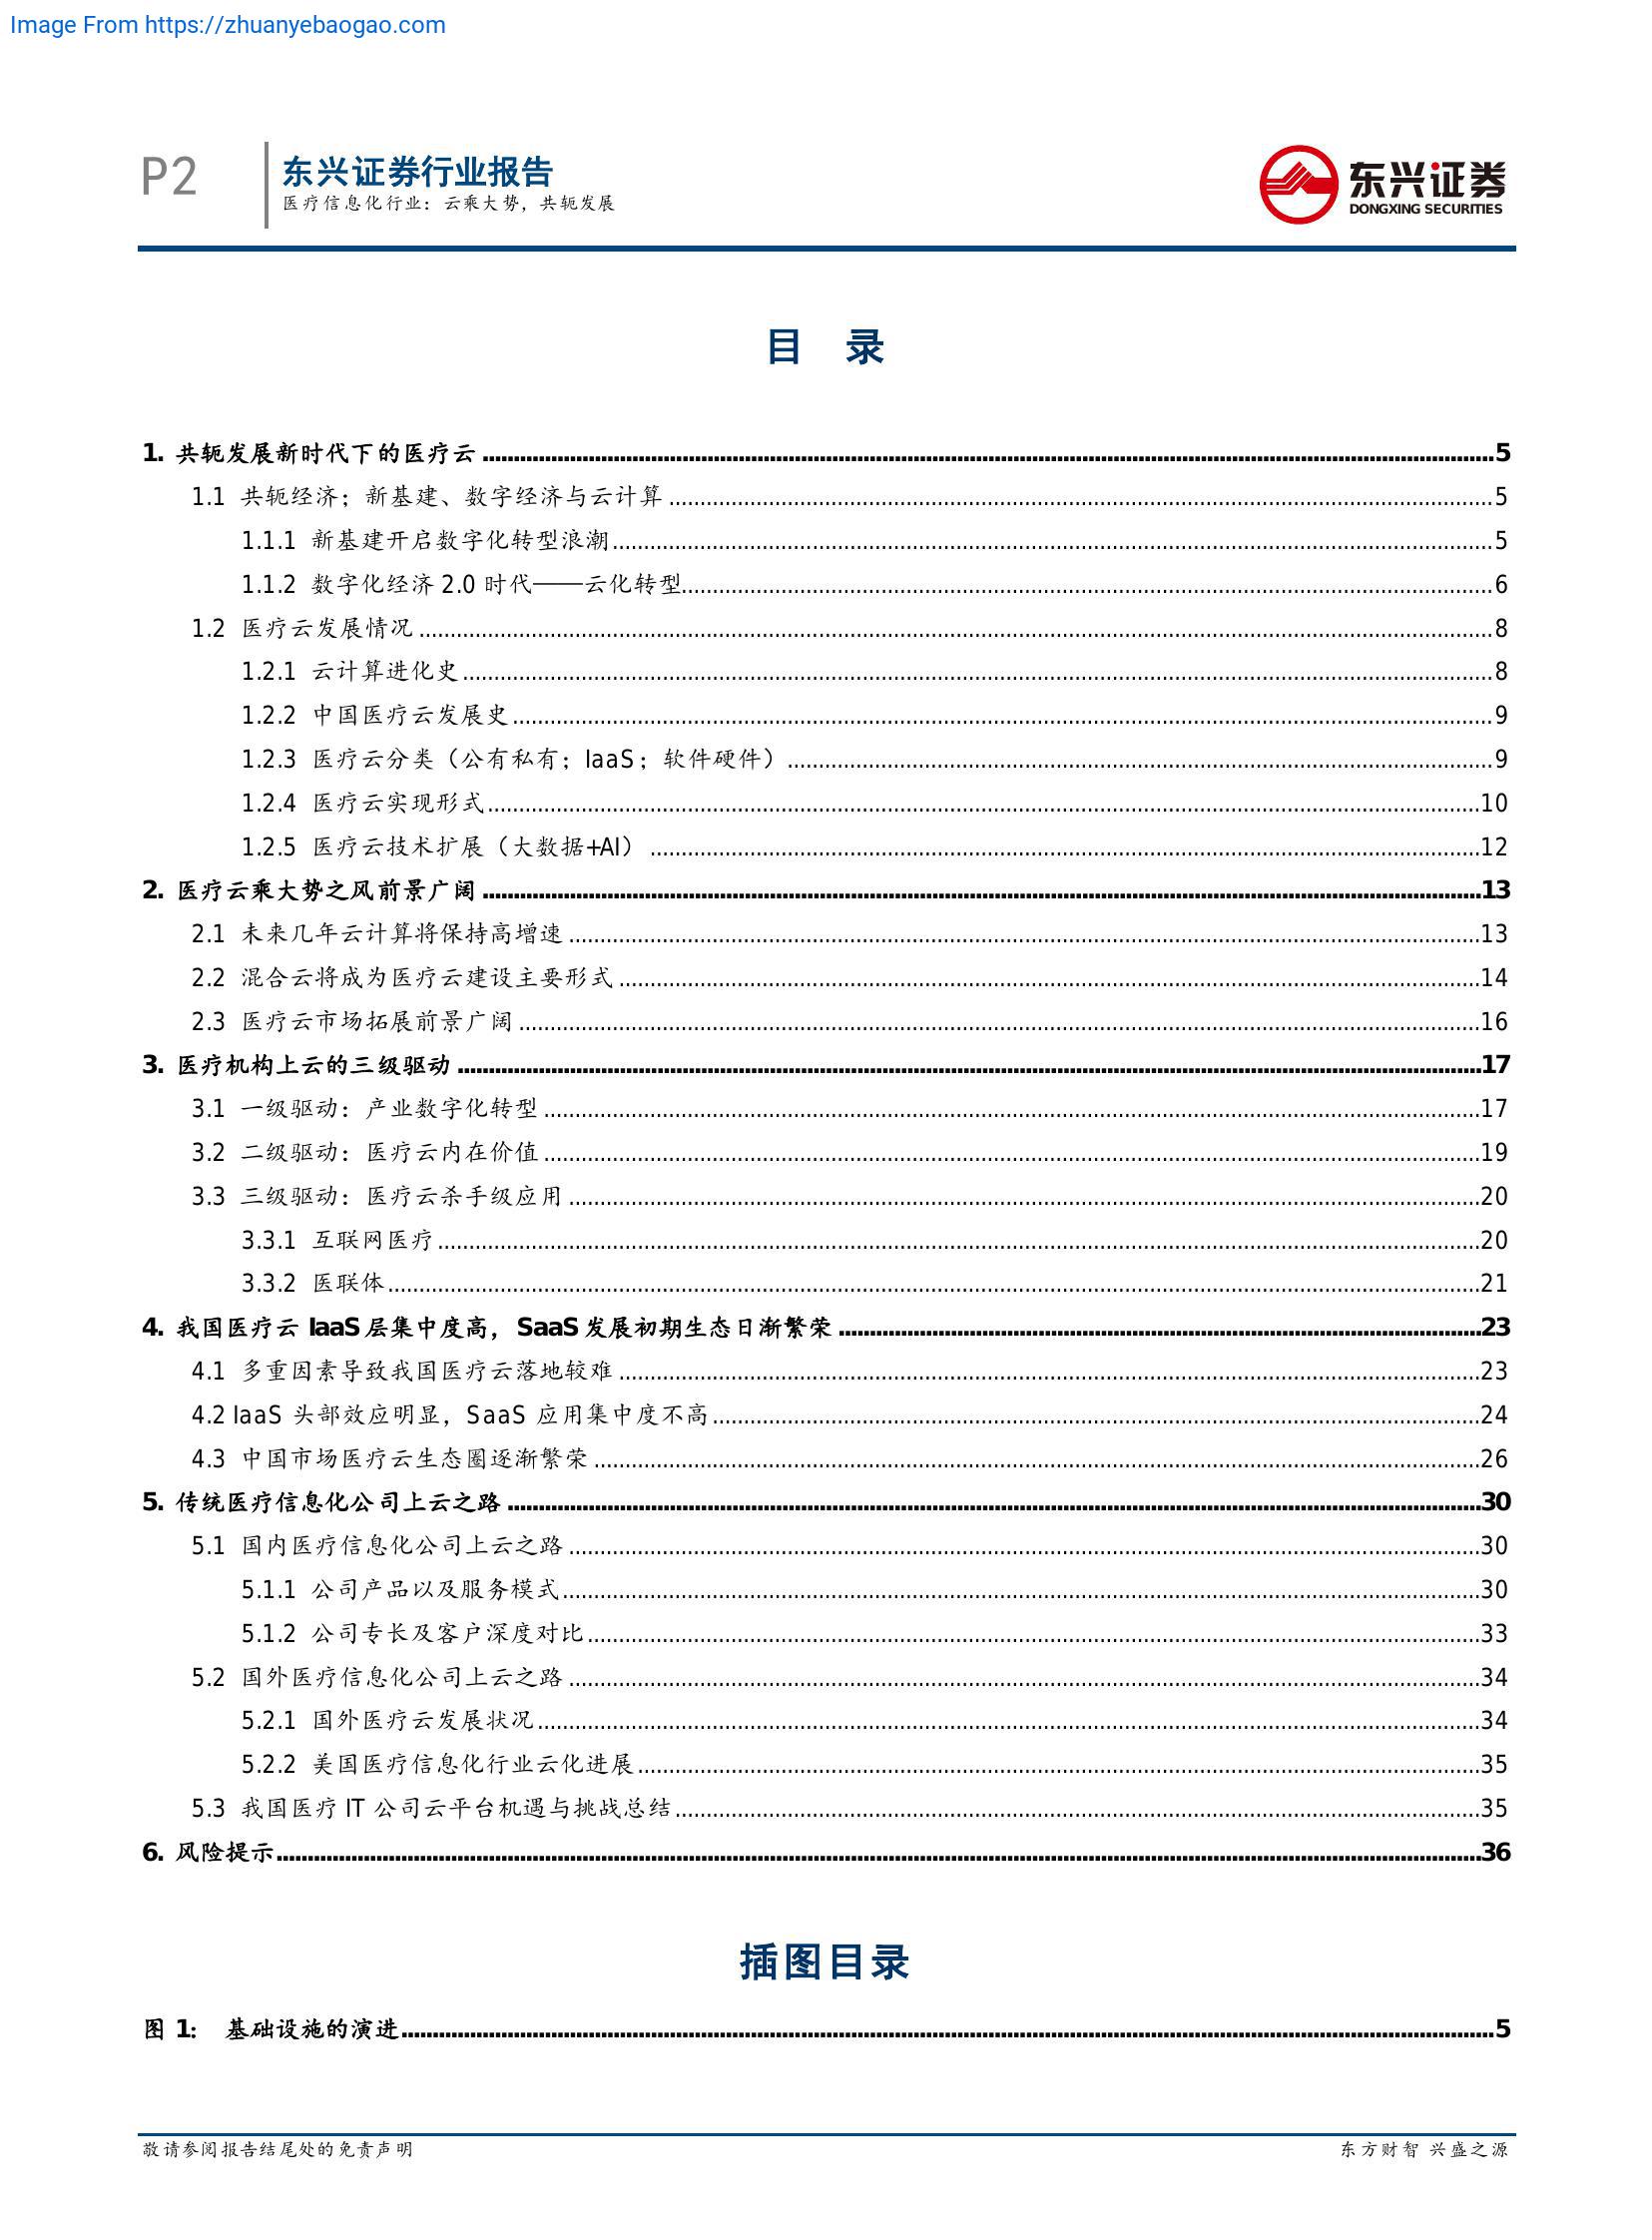 Image From https://zhuanyebaogao.com
P2
东兴证券行业报告
医疗信息化行业：云乘大势，共轭发展
东兴证券
DONGXING SECURITIES
目 录
1. 共轭发展新时代下的医疗云 5
1.1 共轭经济；新基建、数字经济与云计算 5
1.1.1 新基建开启数字化转型浪潮 5
1.1.2 数字化经济 2.0 时代——云化转型 6
1.2 医疗云发展情况 8
1.2.1 云计算进化史 8
1.2.2 中国医疗云发展史 9
1.2.3 医疗云分类（公有私有；IaaS；软件硬件） 9
1.2.4 医疗云实现形式 10
1.2.5 医疗云技术扩展（大数据+AI） 12
2. 医疗云乘大势之风前景广阔 13
2.1 未来几年云计算将保持高增速 13
2.2 混合云将成为医疗云建设主要形式 14
2.3 医疗云市场拓展前景广阔 16
3. 医疗机构上云的三级驱动 17
3.1 一级驱动：产业数字化转型 17
3.2 二级驱动：医疗云内在价值 19
3.3 三级驱动：医疗云杀手级应用 20
3.3.1 互联网医疗 20
3.3.2 医联体 21
4. 我国医疗云 IaaS 层集中度高，SaaS 发展初期生态日渐繁荣 23
4.1 多重因素导致我国医疗云落地较难 23
4.2 IaaS 头部效应明显，SaaS 应用集中度不高 24
4.3 中国市场医疗云生态圈逐渐繁荣 26
5. 传统医疗信息化公司上云之路 30
5.1 国内医疗信息化公司上云之路 30
5.1.1 公司产品以及服务模式 30
5.1.2 公司专长及客户深度对比 33
5.2 国外医疗信息化公司上云之路 34
5.2.1 国外医疗云发展状况 34
5.2.2 美国医疗信息化行业云化进展 35
5.3 我国医疗 IT 公司云平台机遇与挑战总结 35
6. 风险提示 36
插图目录
图 1： 基础设施的演进 5
敬请参阅报告结尾处的免责声明
东方财智 兴盛之源